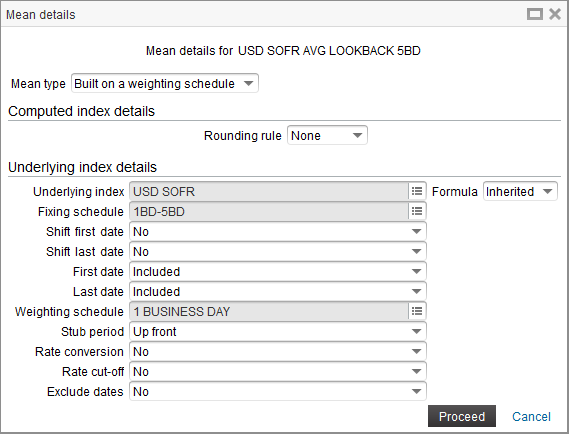 Mean details
Mean details for USD SOFR AVG LOOKBACK 5BD
Mean type Built on a weighting schedule
Computed index details
Rounding rule None
Underlying index details
Underlying index USD SOFR Formula Inherited
Fixing schedule 1BD-5BD
Shift first date No
Shift last date No
First date Included
Last date Included
Weighting schedule 1 BUSINESS DAY
Stub period Up front
Rate conversion No
Rate cut-off No
Exclude dates No
Proceed Cancel